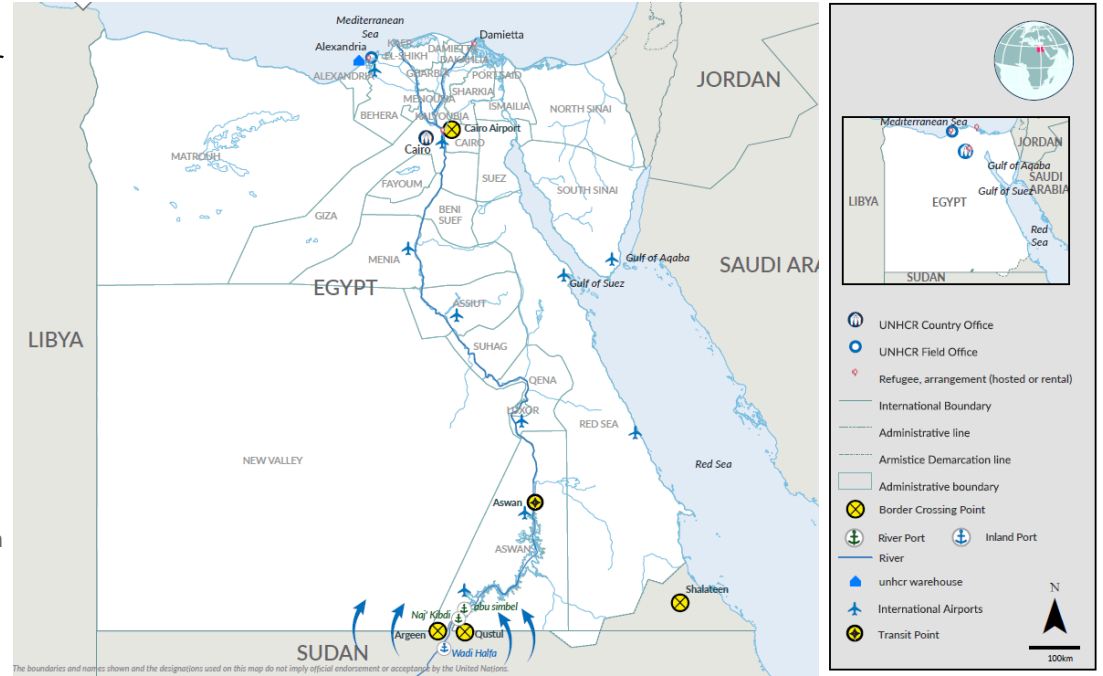 Mediterranean
Sea
Alexandria
Damietta
KAFR
EL-SHIKH
DAMIETTA
DAKAHLIA
ALEXANDRIA
GHARBIA
PORTSAID
SHARKIA
MENOUFIA
ISMAILIA
BEHERA
KALYOUBIA
NORTH SINAI
Cairo Airport
Cairo
CAIRO
MATROUH
FAYOUM
SUEZ
SOUTH SINAI
GIZA
BENI
SUEF
MENIA
Gulf of Aqaba
Gulf of Suez
JORDAN
SAUDI ARA
EGYPT
LIBYA
ASSIUT
SUHAG
QENA
LUXOR
RED SEA
Red Sea
NEW VALLEY
Aswan
ASWAN
Shalateen
abu simbel
Naj' Kibdi
Argeen
Qustul
Wadi Halfa
SUDAN
The boundaries and names shown and the designations used on this map do not imply official endorsement or acceptance by the United Nations.
Mediterranean Sea
JORDAN
Gulf of Aqaba
SAUDI
ARABIA
Gulf of Suez
LIBYA
EGYPT
Red
Sea
SUDAN
UNHCR Country Office
UNHCR Field Office
Refugee, arrangement (hosted or rental)
International Boundary
Administrative line
Armistice Demarcation line
Administrative boundary
Border Crossing Point
River Port
Inland Port
River
unhcr warehouse
International Airports
Transit Point
N
100km